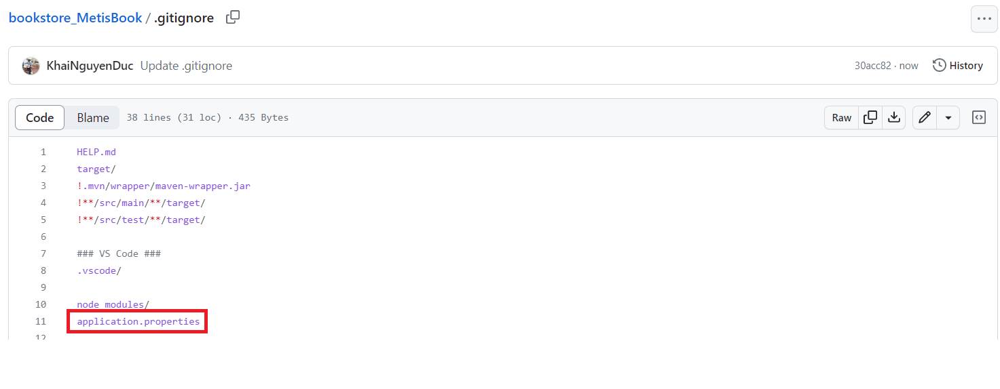 bookstore_MetisBook / .gitignore
KhaiNguyenDuc Update .gitignore 30acc82 · now History
Code Blame 38 lines (31 loc) · 435 Bytes Raw
1 HELP.md
2 target/
3 !.mvn/wrapper/maven-wrapper.jar
4 !**/src/main/**/target/
5 !**/src/test/**/target/
6
7 ### VS Code ###
8 .vscode/
9
10 node_modules/
11 application.properties
12